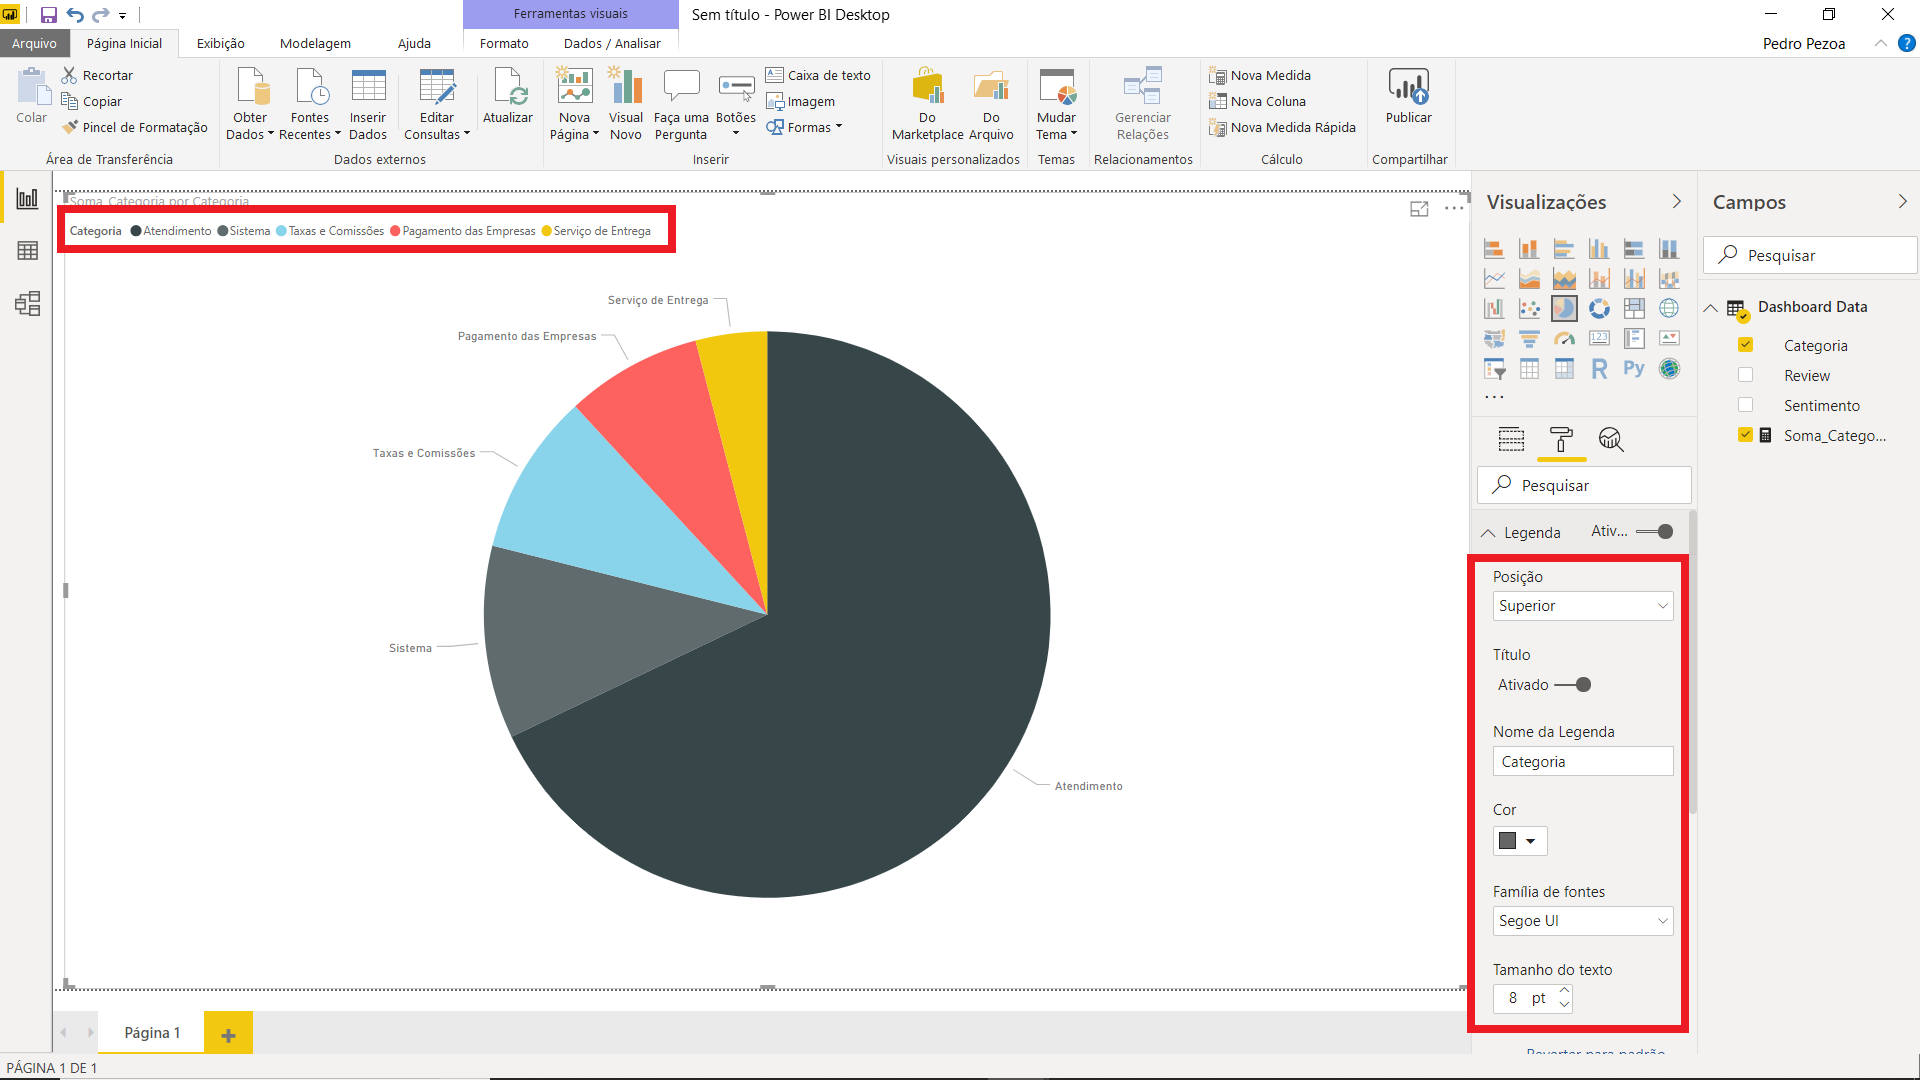 Ferramentas visuais
Sem título - Power BI Desktop
Arquivo
Página Inicial
Exibição
Modelagem
Ajuda
Formato
Dados / Analisar
Pedro Pezoa
?
Colar
Recortar
Copiar
Pincel de Formatação
Área de Transferência
Obter Dados
Fontes Recentes
Inserir Dados
Editar Consultas
Atualizar
Dados externos
Nova Página
Visual Novo
Faça uma Pergunta
Botões
Caixa de texto
Imagem
Formas
Inserir
Do Marketplace
Do Arquivo
Visuais personalizados
Mudar Tema
Temas
Gerenciar Relações
Relacionamentos
Nova Medida
Nova Coluna
Nova Medida Rápida
Cálculo
Publicar
Compartilhar
Soma_Categoria por Categoria
Categoria Atendimento Sistema Taxas e Comissões Pagamento das Empresas Serviço de Entrega
Serviço de Entrega
Pagamento das Empresas
Taxas e Comissões
Sistema
Atendimento
Visualizações
123
R
Py
...
Pesquisar
Legenda Ativ...
Posição
Superior
Título
Ativado
Nome da Legenda
Categoria
Cor
Família de fontes
Segoe UI
Tamanho do texto
8 pt
Reverter para padrão
Campos
Pesquisar
Dashboard Data
Categoria
Review
Sentimento
Soma_Catego...
Página 1
+
PÁGINA 1 DE 1